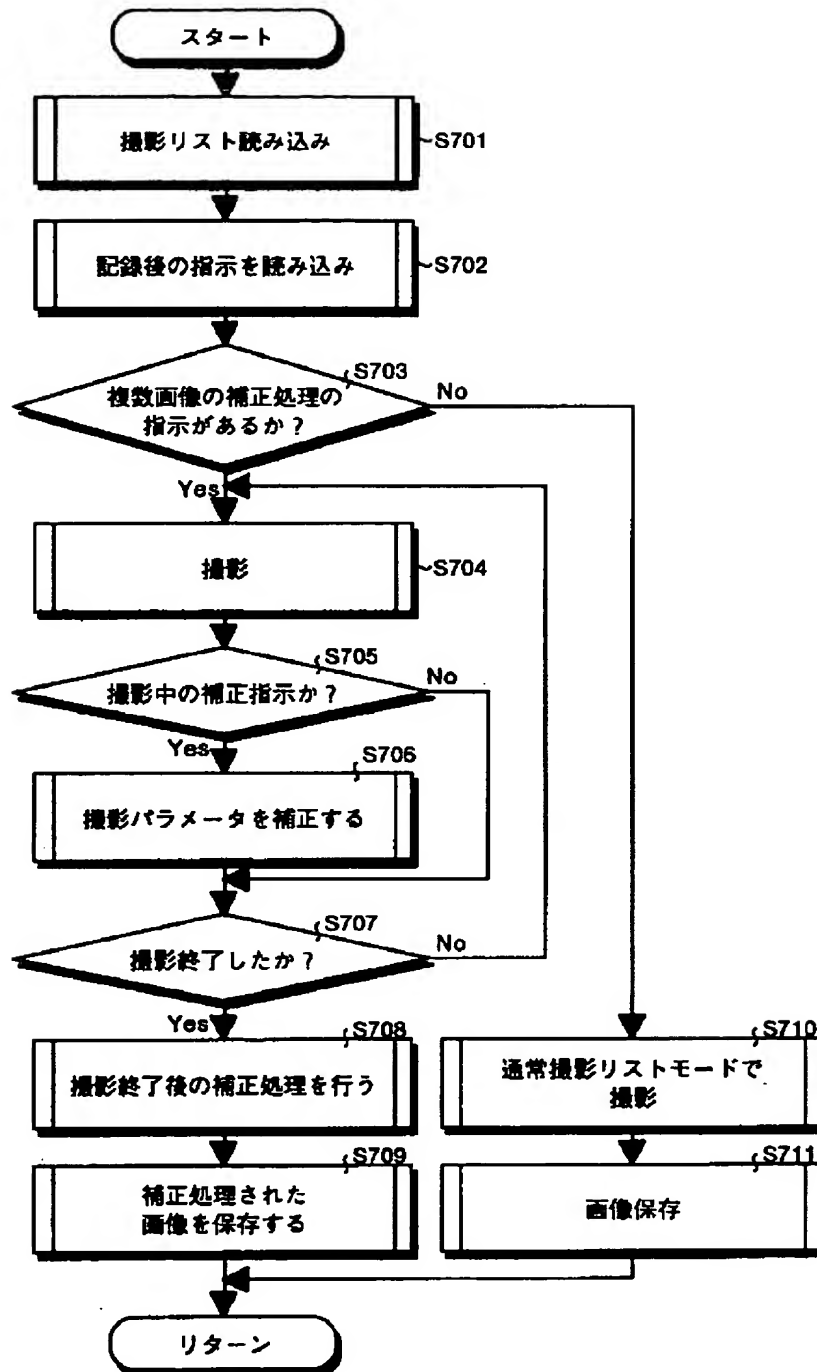 スタート
撮影リスト読み込み
S701
記録後の指示を読み込み
S702
S703
複数画像の補正処理の
指示があるか?
No
Yes
撮影
S704
S705
撮影中の補正指示か?
No
Yes
S706
撮影パラメータを補正する
S707
撮影終了したか?
No
Yes
S708
撮影終了後の補正処理を行う
S709
補正処理された
画像を保存する
S710
通常撮影リストモードで
撮影
S711
画像保存
リターン